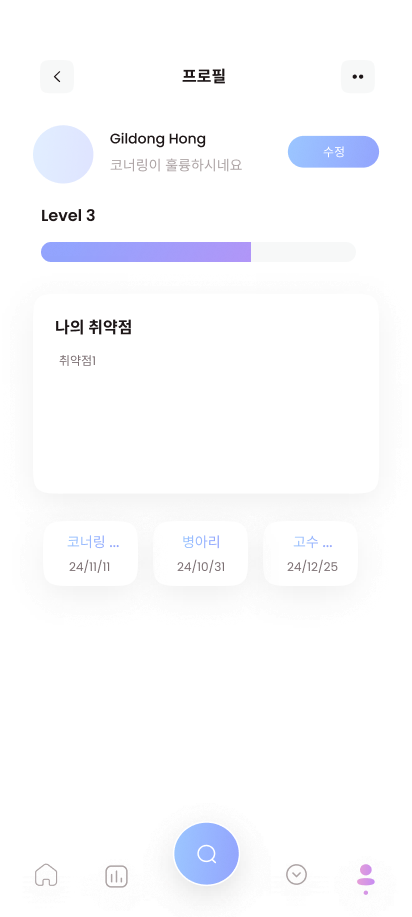 프로필
Gildong Hong
코너링이 훌륭하시네요
수정
Level 3
나의 취약점
취약점1
코너링 ...
병아리
고수 ...
24/11/11
24/10/31
24/12/25